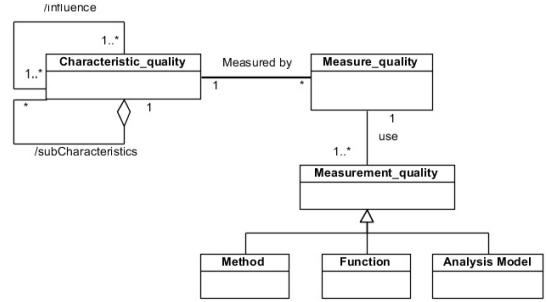 /influence
1..*
Characteristic_quality
Measured by
Measure_quality
1..*
1
*
*
1
1
use
/subCharacteristics
1..*
Measurement_quality
Method
Function
Analysis Model